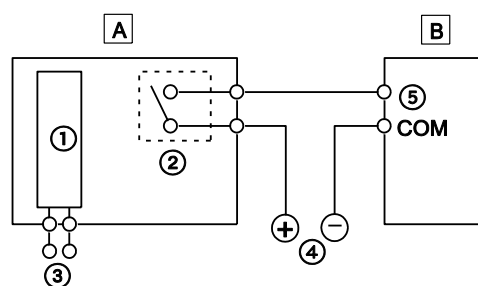 A B
① ② ⑤
COM
+ − ④
③